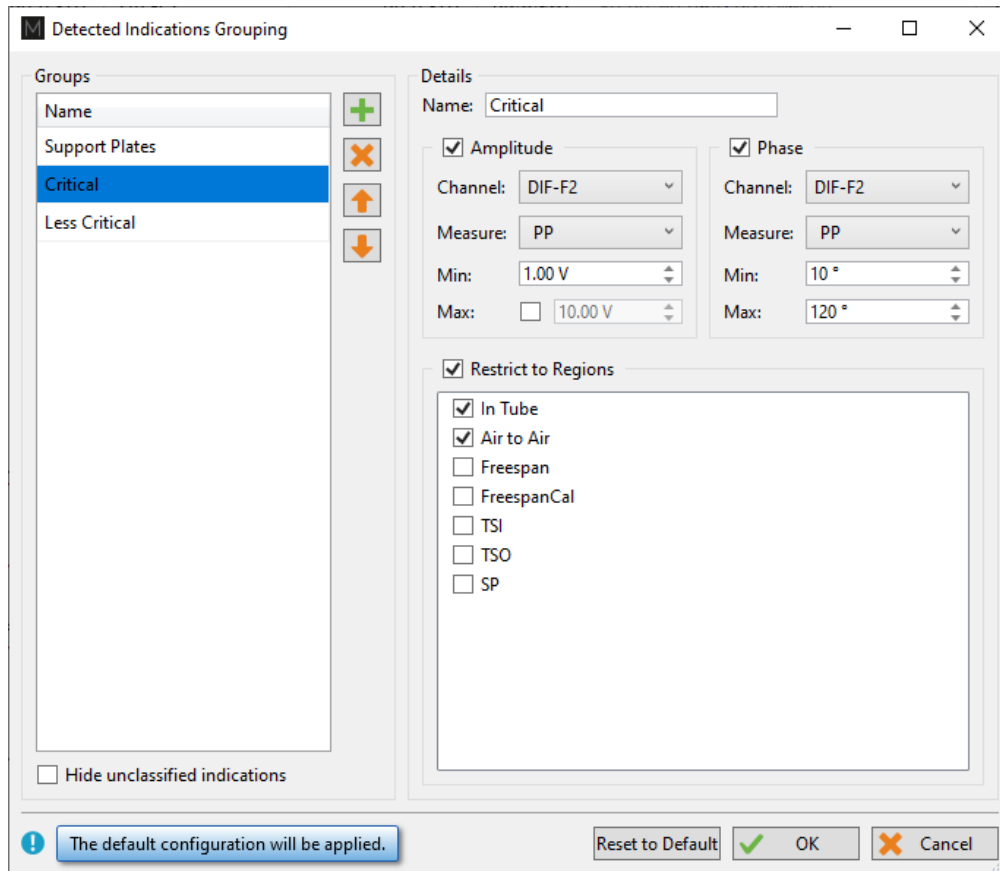 M Detected Indications Grouping
Groups
Name
Support Plates
Critical
Less Critical
Hide unclassified indications
Details
Name: Critical
Amplitude
Channel: DIF-F2
Measure: PP
Min: 1.00 V
Max: 10.00 V
Phase
Channel: DIF-F2
Measure: PP
Min: 10 °
Max: 120 °
Restrict to Regions
In Tube
Air to Air
Freespan
FreespanCal
TSI
TSO
SP
The default configuration will be applied.
Reset to Default
OK
Cancel